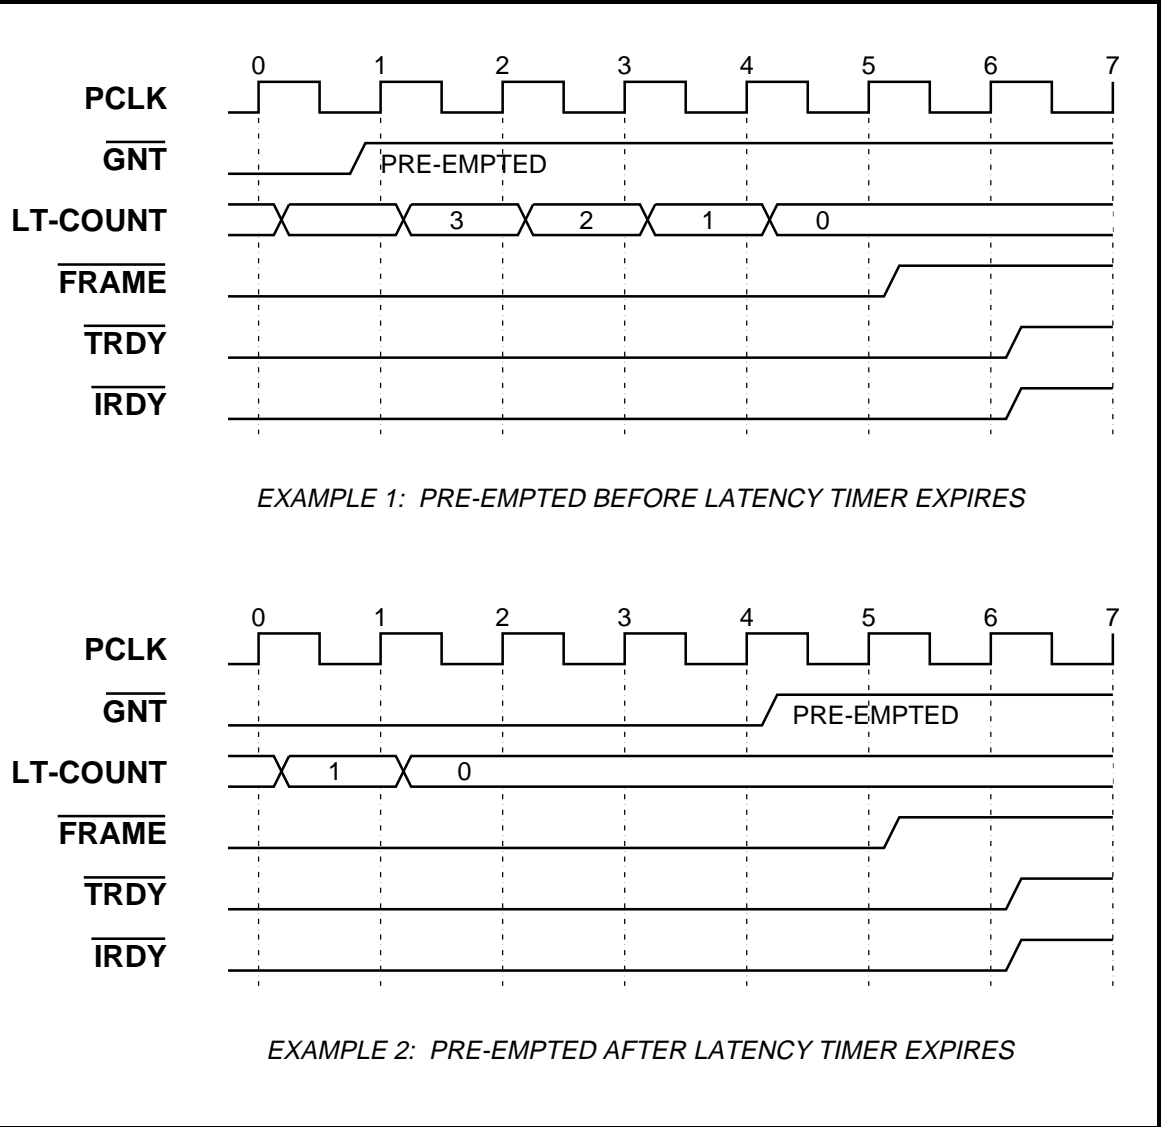 0 1 2 3 4 5 6 7
PCLK
GNT
PRE-EMPTED
LT-COUNT 3 2 1 0
FRAME
TRDY
IRDY
EXAMPLE 1: PRE-EMPTED BEFORE LATENCY TIMER EXPIRES
0 1 2 3 4 5 6 7
PCLK
GNT
PRE-EMPTED
LT-COUNT 1 0
FRAME
TRDY
IRDY
EXAMPLE 2: PRE-EMPTED AFTER LATENCY TIMER EXPIRES